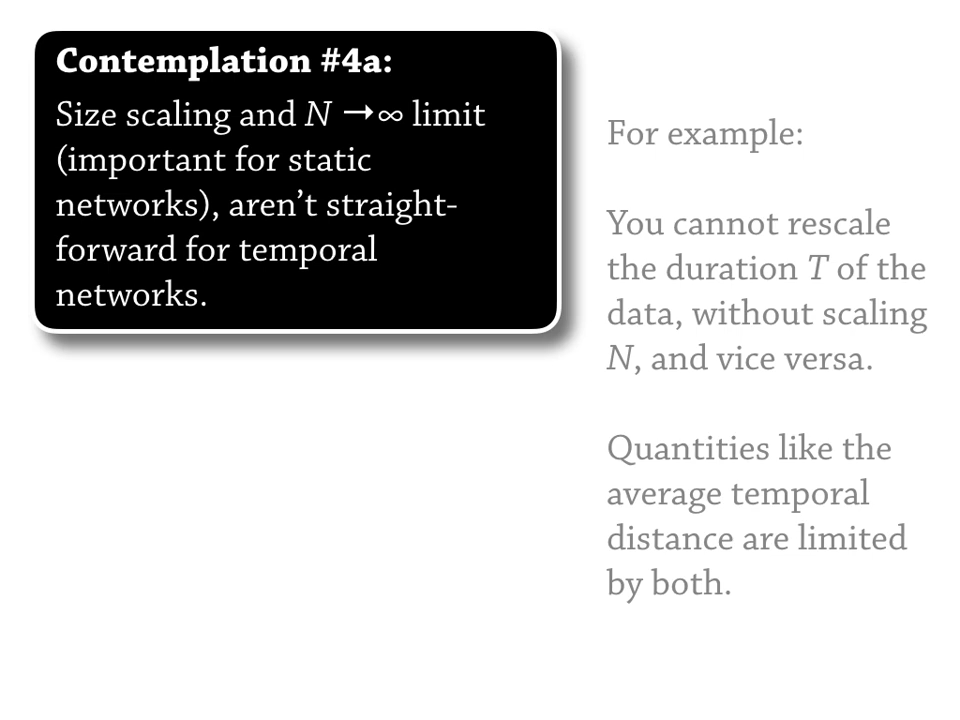 Contemplation #4a:
Size scaling and N →∞ limit
(important for static
networks), aren’t straight-
forward for temporal
networks.
For example:
You cannot rescale
the duration T of the
data, without scaling
N, and vice versa.
Quantities like the
average temporal
distance are limited
by both.